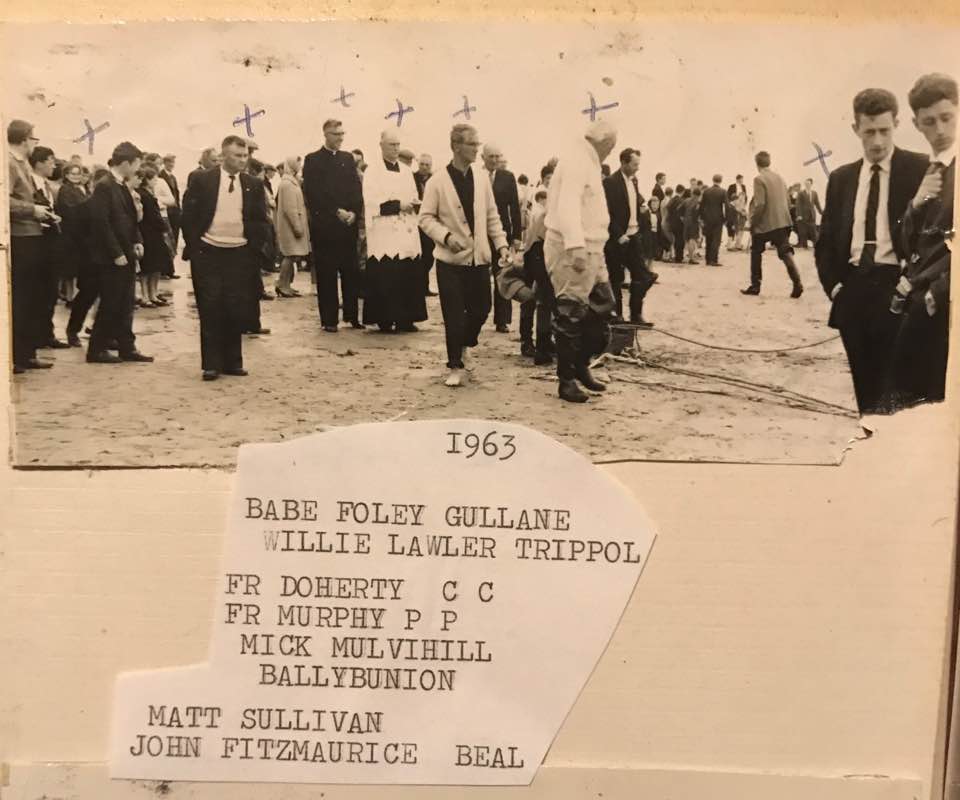 1963
BABE FOLEY GULLANE
WILLIE LAWLER TRIPPOL
FR DOHERTY C C
FR MURPHY P P
MICK MULVIHILL
BALLYBUNION
MATT SULLIVAN
JOHN FITZMAURICE BEAL